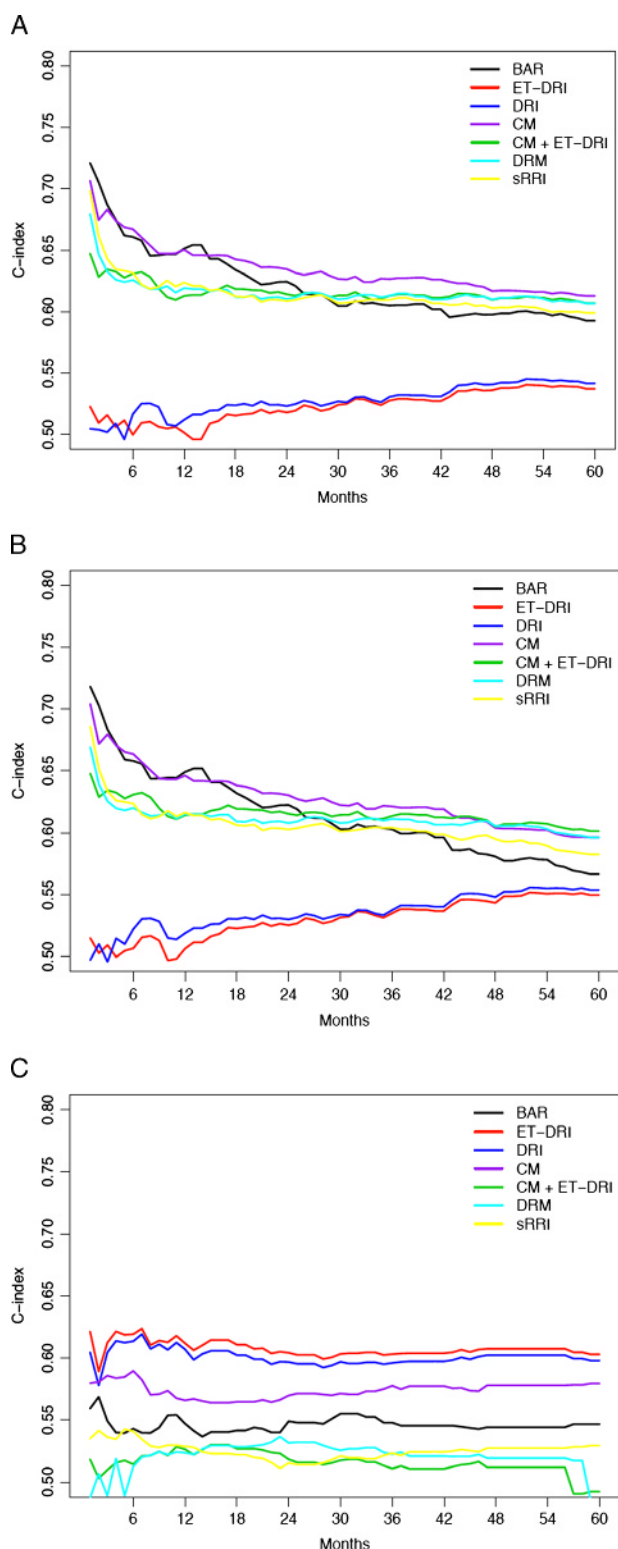 A
0.80
0.75
0.70
0.65
0.60
0.55
0.50
C-index
BAR
ET-DRI
DRI
CM
CM + ET-DRI
DRM
sRRI
6 12 18 24 30 36 42 48 54 60
Months
B
0.80
0.75
0.70
0.65
0.60
0.55
0.50
C-index
BAR
ET-DRI
DRI
CM
CM + ET-DRI
DRM
sRRI
6 12 18 24 30 36 42 48 54 60
Months
C
0.80
0.75
0.70
0.65
0.60
0.55
0.50
C-index
BAR
ET-DRI
DRI
CM
CM + ET-DRI
DRM
sRRI
6 12 18 24 30 36 42 48 54 60
Months